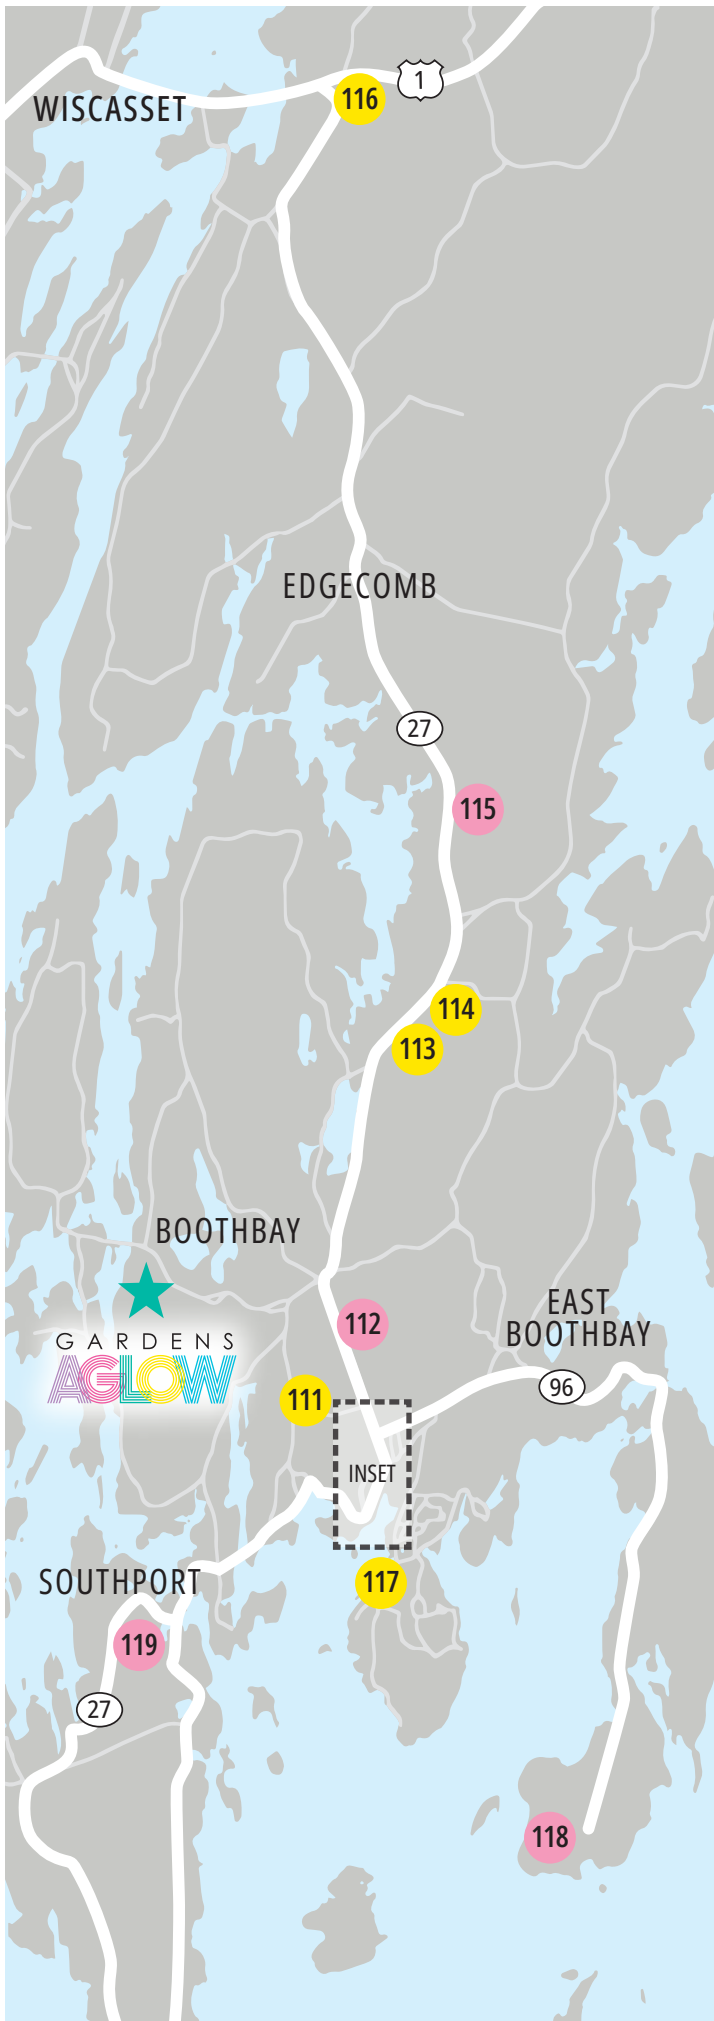 1
116
WISCASSET
EDGECOMB
27
115
114
113
BOOTHBAY
EAST
BOOTHBAY
112
GARDENS
AGLOW
96
111
INSET
SOUTHPORT
117
119
27
118